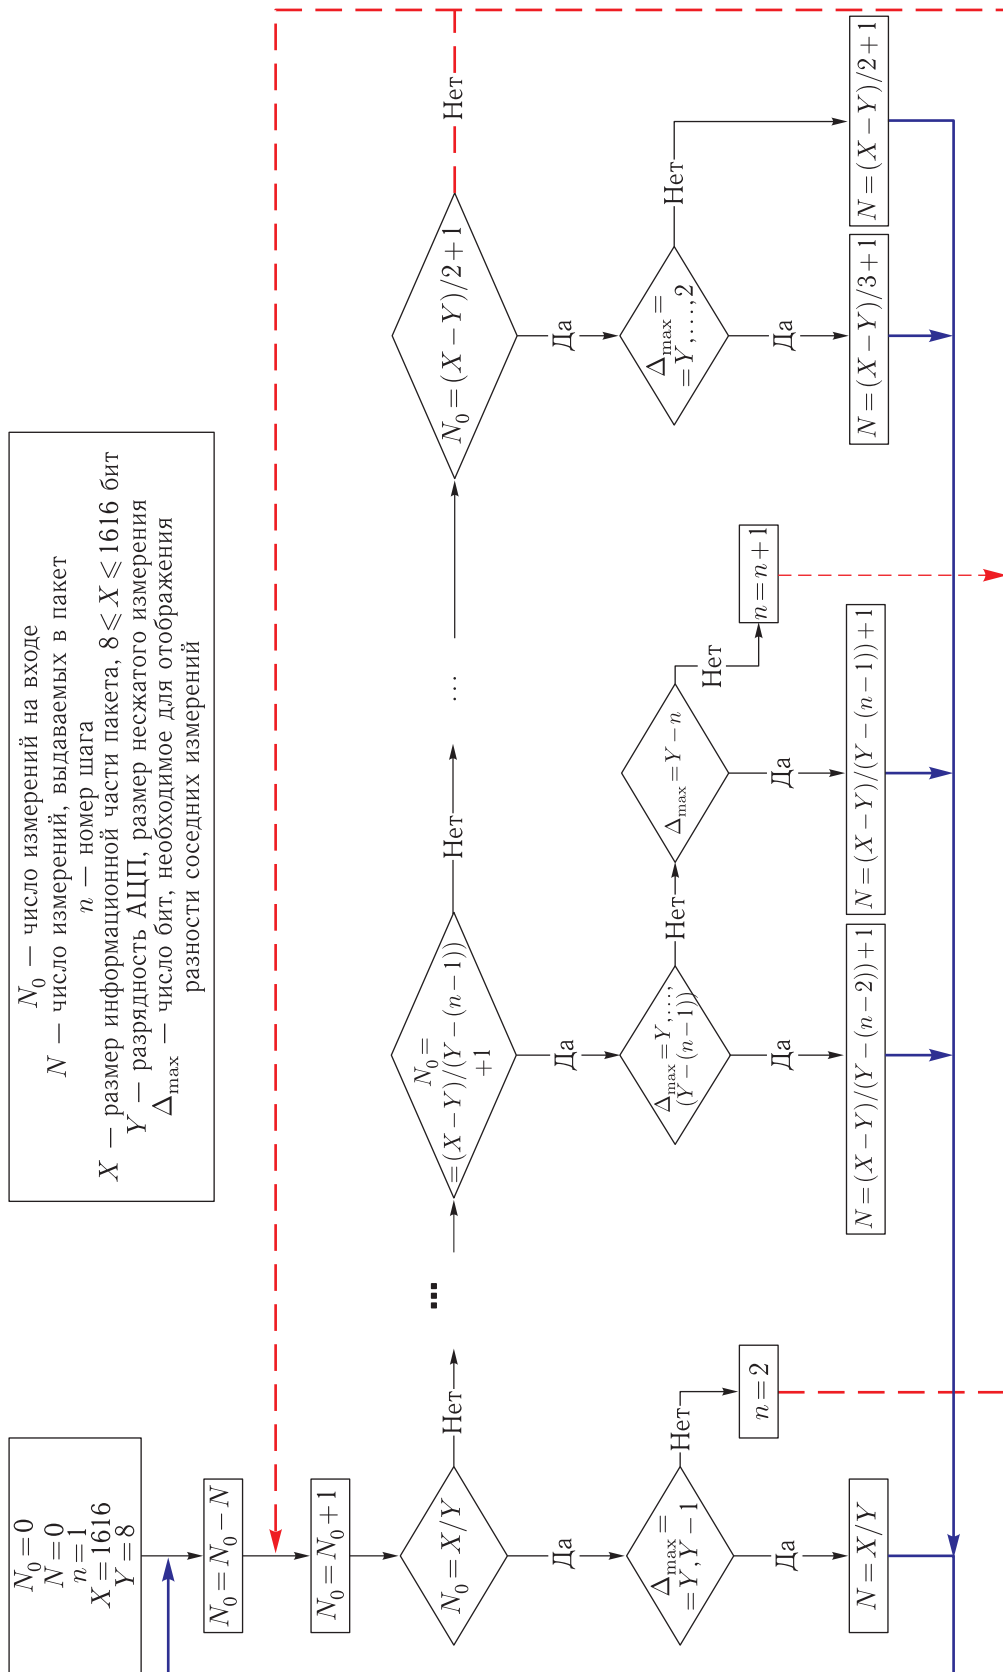 N₀ = 0
N = 0
n = 1
X = 1616
Y = 8
N₀ — число измерений на входе
N — число измерений, выдаваемых в пакет
n — номер шага
X — размер информационной части пакета, 8 ⩽ X ⩽ 1616 бит
Y — разрядность АЦП, размер несжатого измерения
Δmax — число бит, необходимое для отображения
разности соседних измерений
N₀ = N₀ − N
N₀ = N₀ + 1
N₀ = X/Y
Нет
...
N₀ =
= (X − Y)/(Y − (n − 1))
+1
Нет
...
N₀ = (X − Y)/2 + 1
Нет
Да
Да
Да
Δmax =
= Y, Y − 1
Нет
Δmax = Y, ...,
(Y − (n − 1))
Нет
Δmax = Y − n
Нет
Δmax =
= Y, ..., 2
Нет
n = 2
n = n + 1
Да
Да
Да
Да
N = X/Y
N = (X − Y)/(Y − (n − 2)) + 1
N = (X − Y)/(Y − (n − 1)) + 1
N = (X − Y)/3 + 1
N = (X − Y)/2 + 1